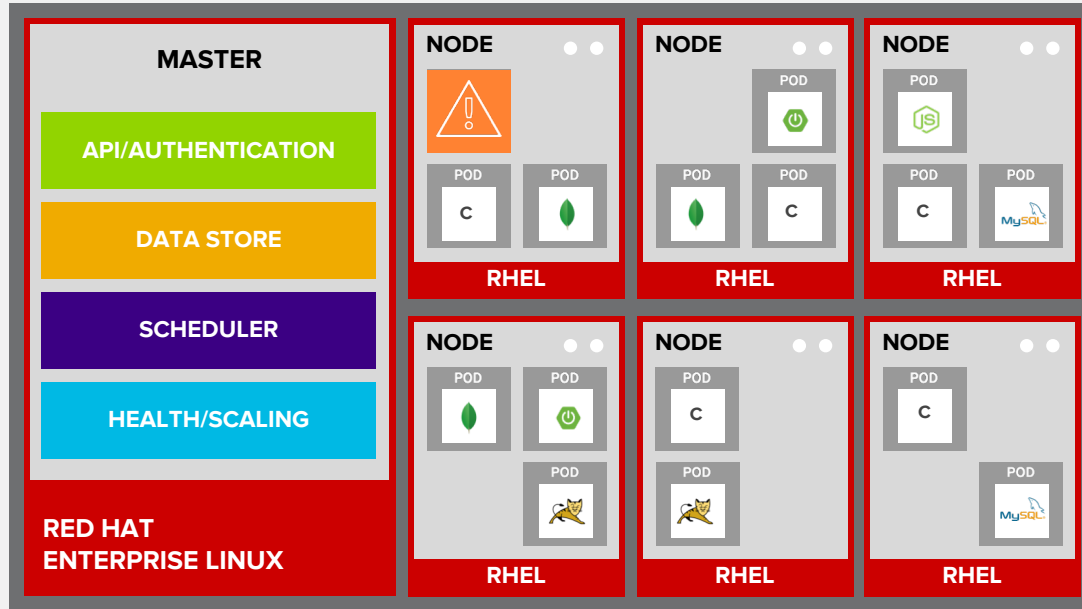 MASTER
API/AUTHENTICATION
DATA STORE
SCHEDULER
HEALTH/SCALING
RED HAT
ENTERPRISE LINUX
NODE
POD
C
POD
RHEL
NODE
POD
POD
POD
C
RHEL
NODE
POD
JS
POD
C
POD
MySQL
RHEL
NODE
POD
POD
POD
RHEL
NODE
POD
C
POD
RHEL
NODE
POD
C
POD
MySQL
RHEL